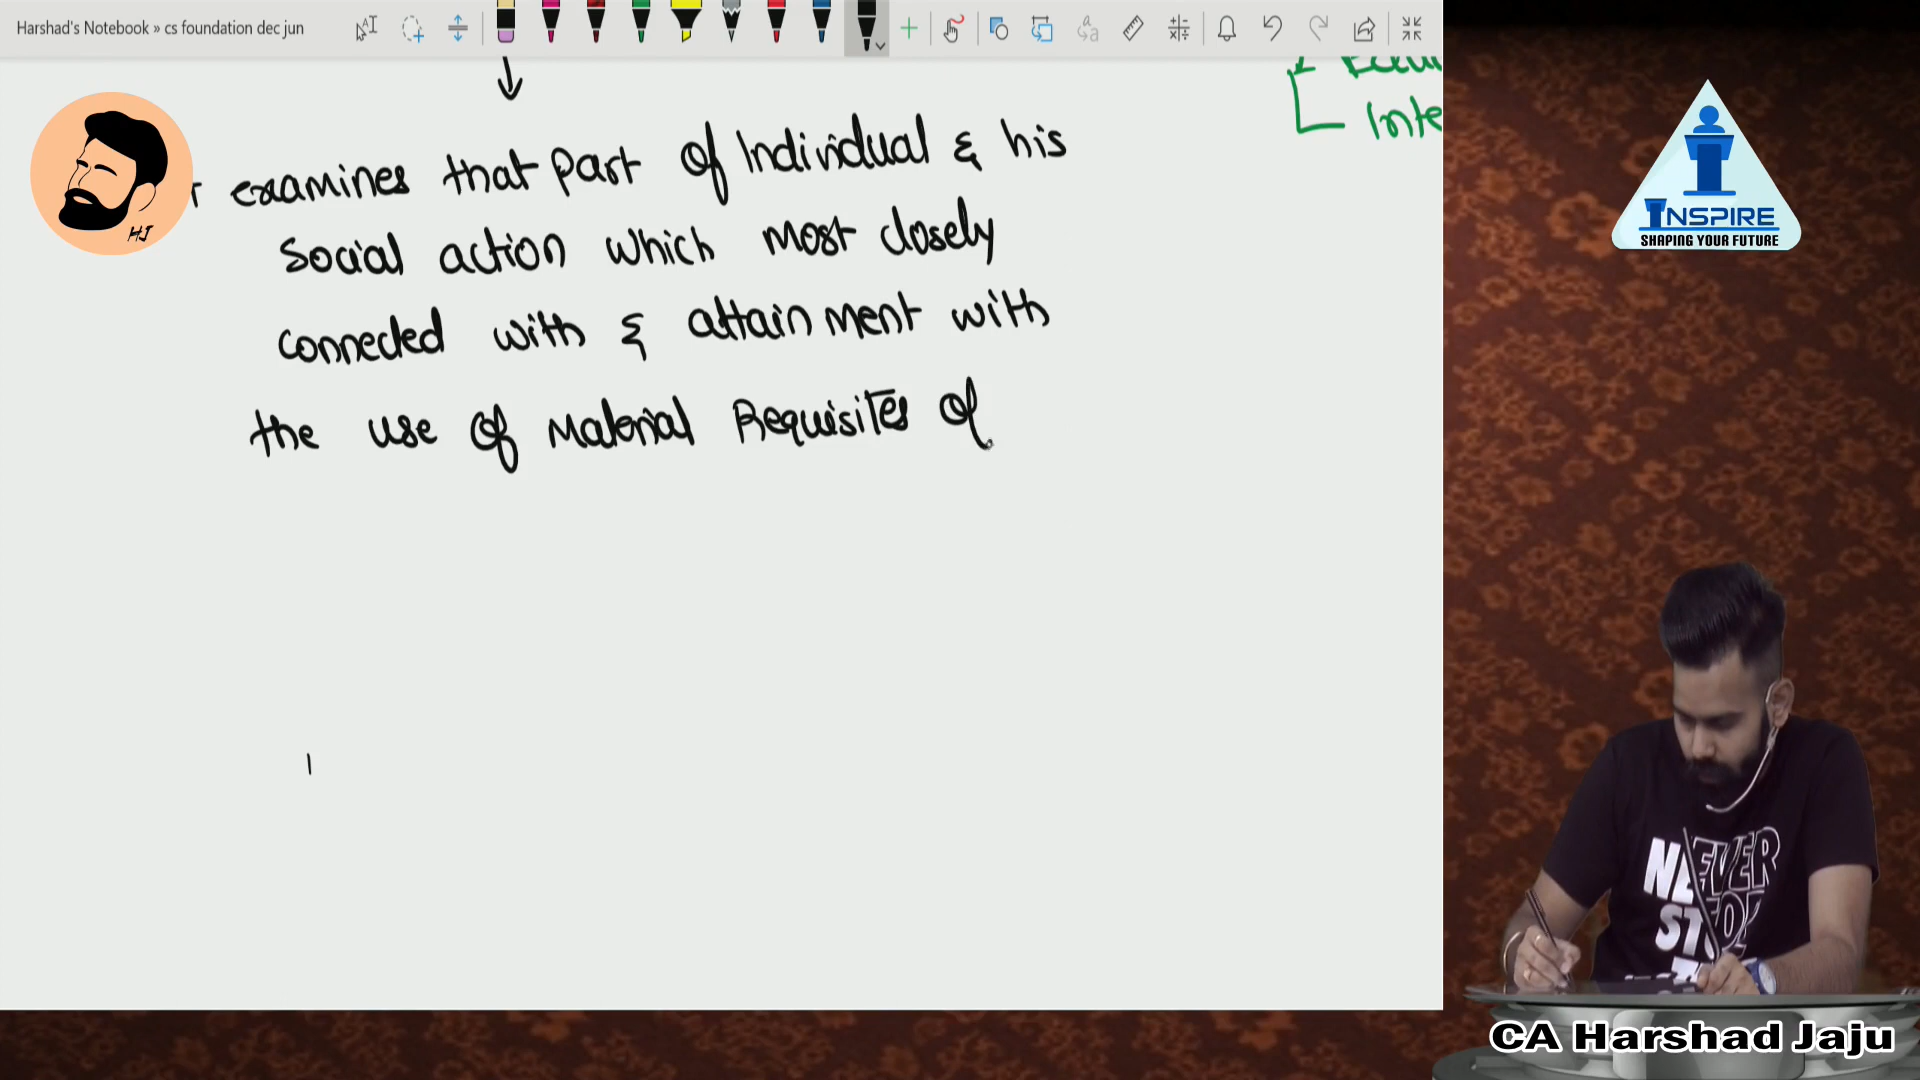 Harshad's Notebook » cs foundation dec jun
Inte
examines that part of Individual & his
social action which most closely
connected with & attainment with
the use of Material Requisites of
HJ
INSPIRE
SHAPING YOUR FUTURE
NEVER
STOP
CA Harshad Jaju